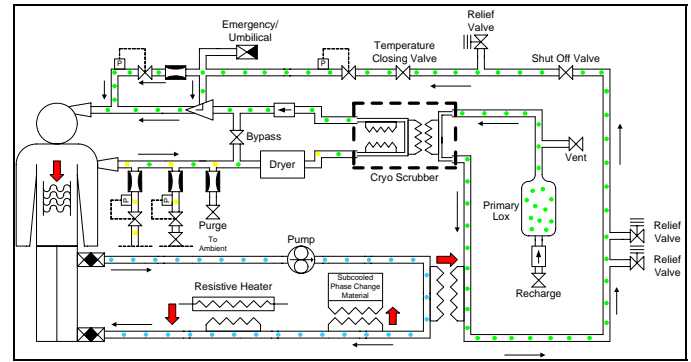 Emergency/
Umbilical
Relief
Valve
P
P
Temperature
Closing Valve
Shut Off Valve
Bypass
Dryer
Cryo Scrubber
Vent
P
P
Purge
To
Ambient
Primary
Lox
Relief
Valve
Relief
Valve
Pump
Recharge
Resistive Heater
Subcooled
Phase Change
Material